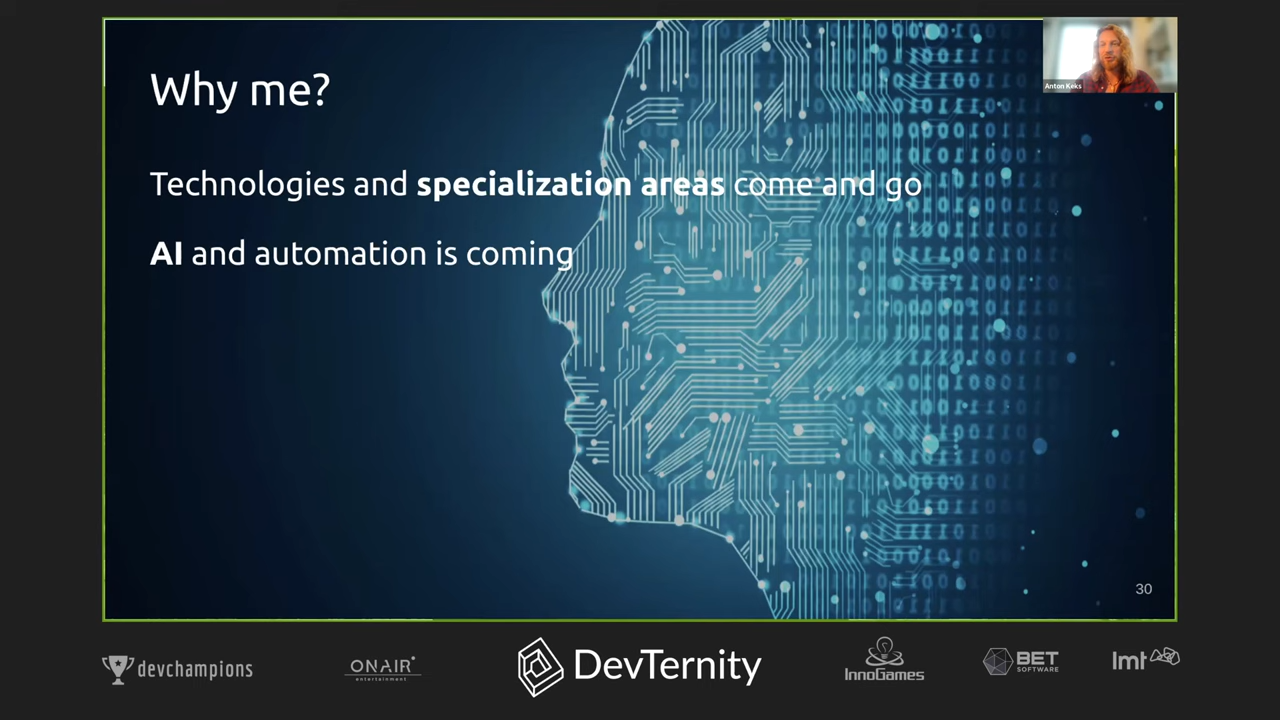 Why me?
Anton Keks
Technologies and specialization areas come and go
AI and automation is coming
30
devchampions
ONAIR
entertainment
DevTernity
InnoGames
BET
SOFTWARE
lmt